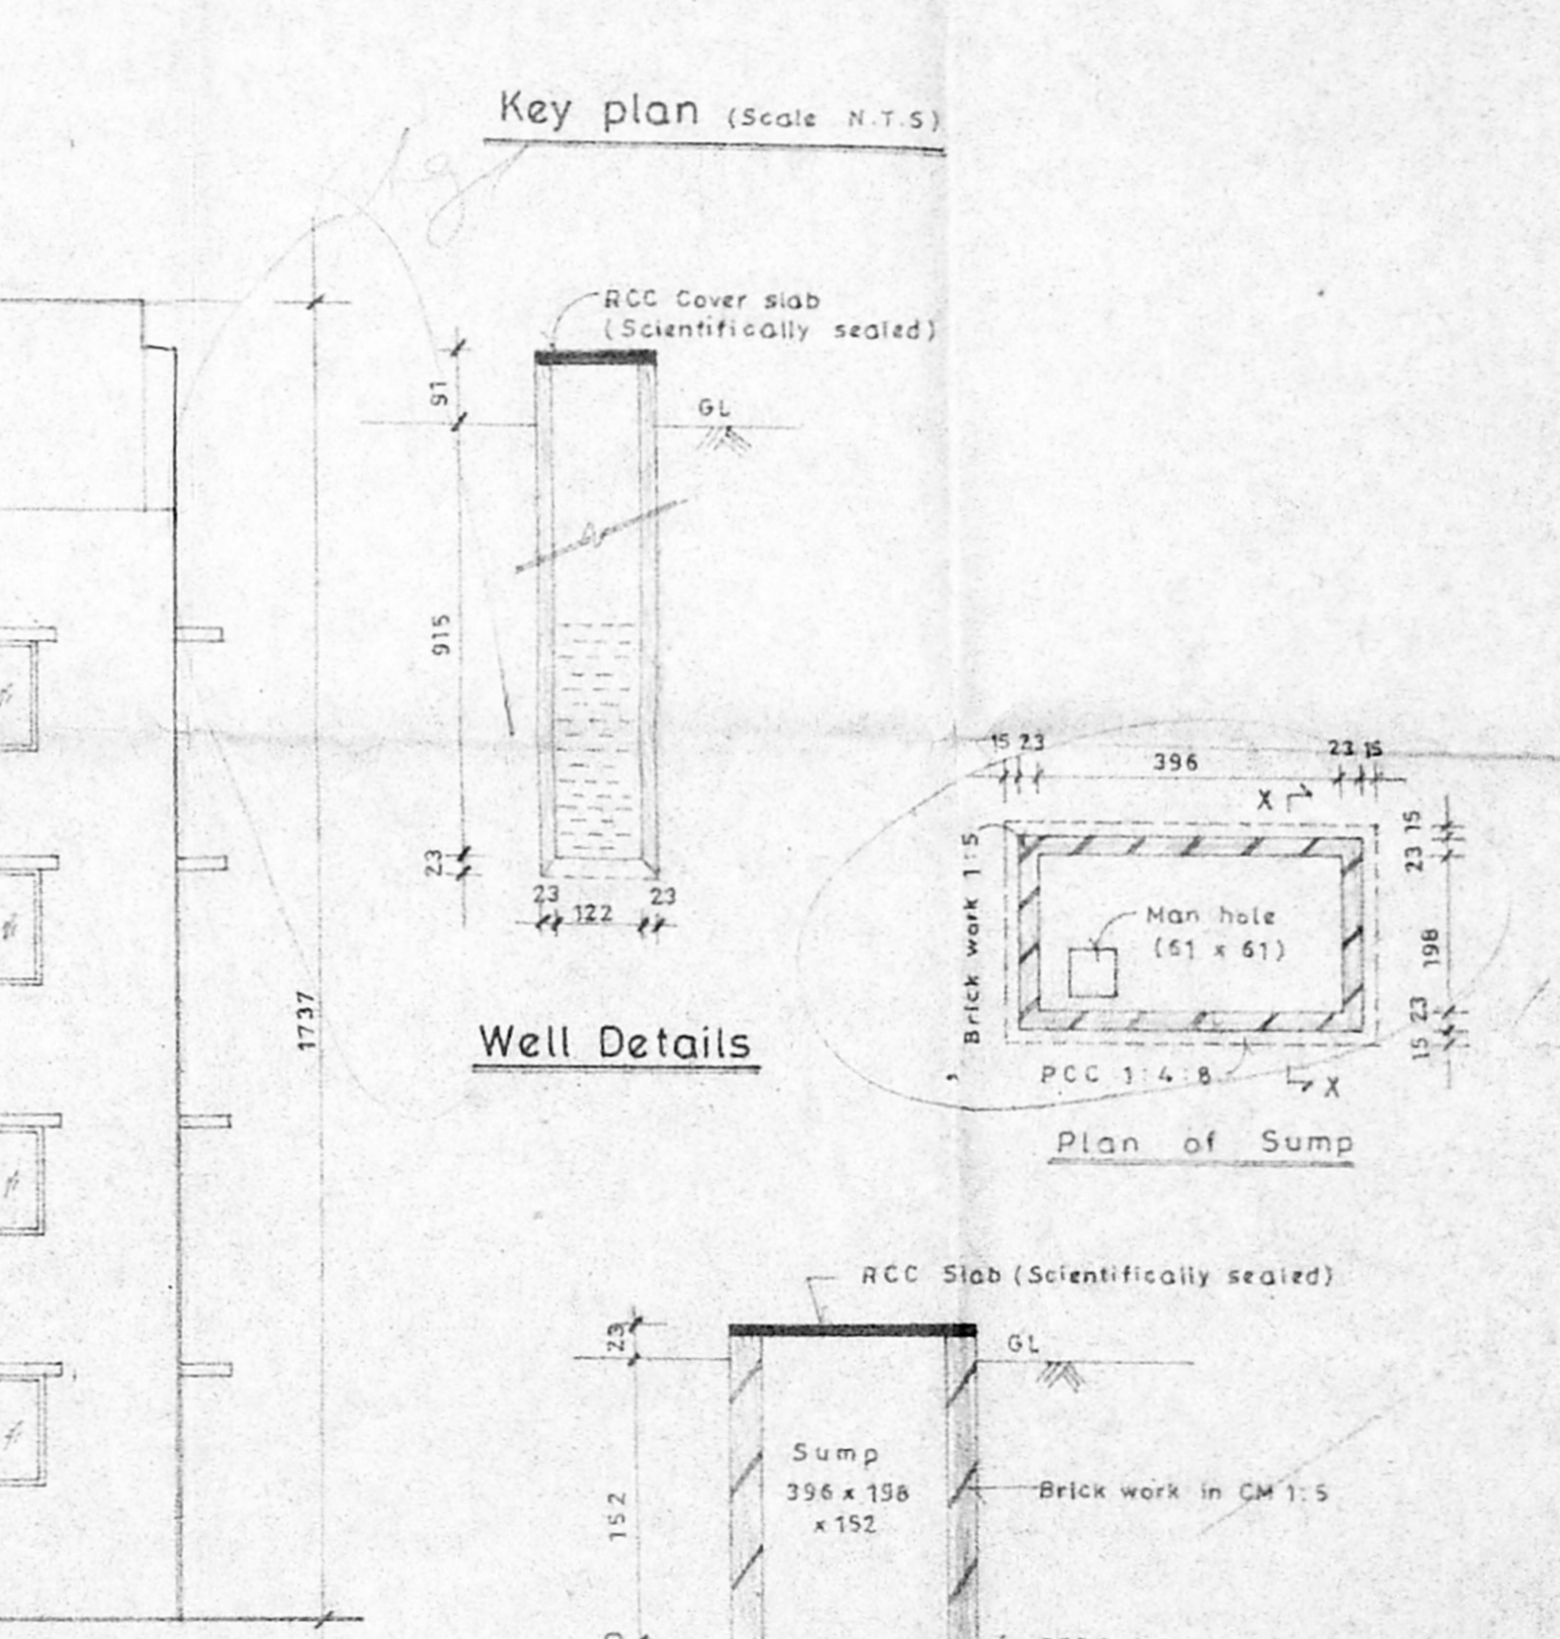 Key plan (Scale N.T.S)
RCC Cover slab
(Scientifically sealed)
91
GL
915
23
23
122
23
Well Details
1737
15 23
396
23 15
X
15
23
198
23
15
Brick work 1:5
Man hole
(61 x 61)
PCC 1:4:8
X
Plan of Sump
RCC Slab (Scientifically sealed)
23
GL
152
Sump
396 x 198
x 152
Brick work in CM 1:5